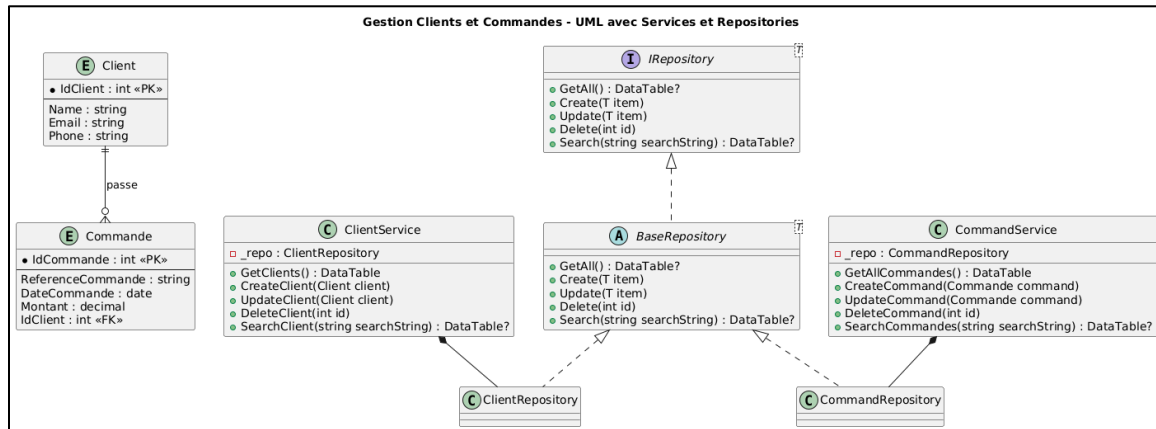 Gestion Clients et Commandes - UML avec Services et Repositories
E Client
IdClient : int «PK»
Name : string
Email : string
Phone : string
passe
E Commande
IdCommande : int «PK»
ReferenceCommande : string
DateCommande : date
Montant : decimal
IdClient : int «FK»
C ClientService
_repo : ClientRepository
GetClients() : DataTable
CreateClient(Client client)
UpdateClient(Client client)
DeleteClient(int id)
SearchClient(string searchString) : DataTable?
I IRepository T
GetAll() : DataTable?
Create(T item)
Update(T item)
Delete(int id)
Search(string searchString) : DataTable?
A BaseRepository T
GetAll() : DataTable?
Create(T item)
Update(T item)
Delete(int id)
Search(string searchString) : DataTable?
C CommandService
_repo : CommandRepository
GetAllCommandes() : DataTable
CreateCommand(Commande command)
UpdateCommand(Commande command)
DeleteCommand(int id)
SearchCommandes(string searchString) : DataTable?
C ClientRepository
C CommandRepository